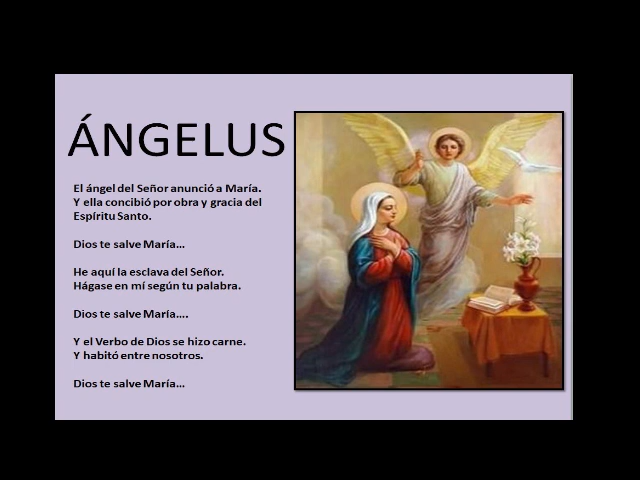 ÁNGELUS
El ángel del Señor anunció a María.
Y ella concibió por obra y gracia del
Espíritu Santo.
Dios te salve María...
He aquí la esclava del Señor.
Hágase en mí según tu palabra.
Dios te salve María....
Y el Verbo de Dios se hizo carne.
Y habitó entre nosotros.
Dios te salve María...